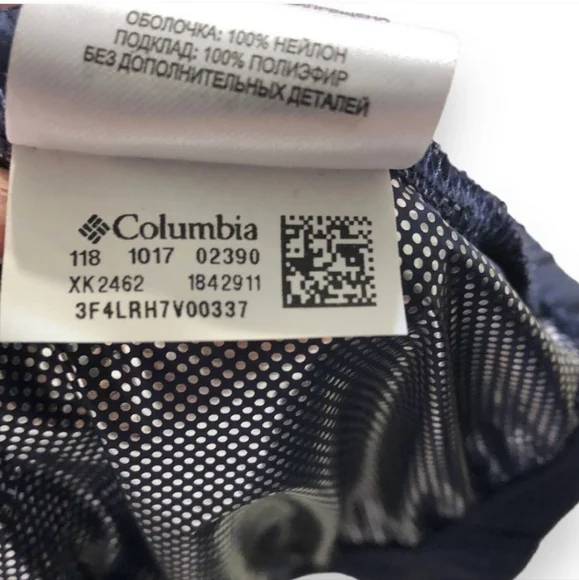 ОБОЛОЧКА: 100% НЕЙЛОН
ПОДКЛАД: 100% ПОЛИЭФИР
БЕЗ ДОПОЛНИТЕЛЬНЫХ ДЕТАЛЕЙ
Columbia
118 1017 02390
XK2462 1842911
3F4LRH7V00337